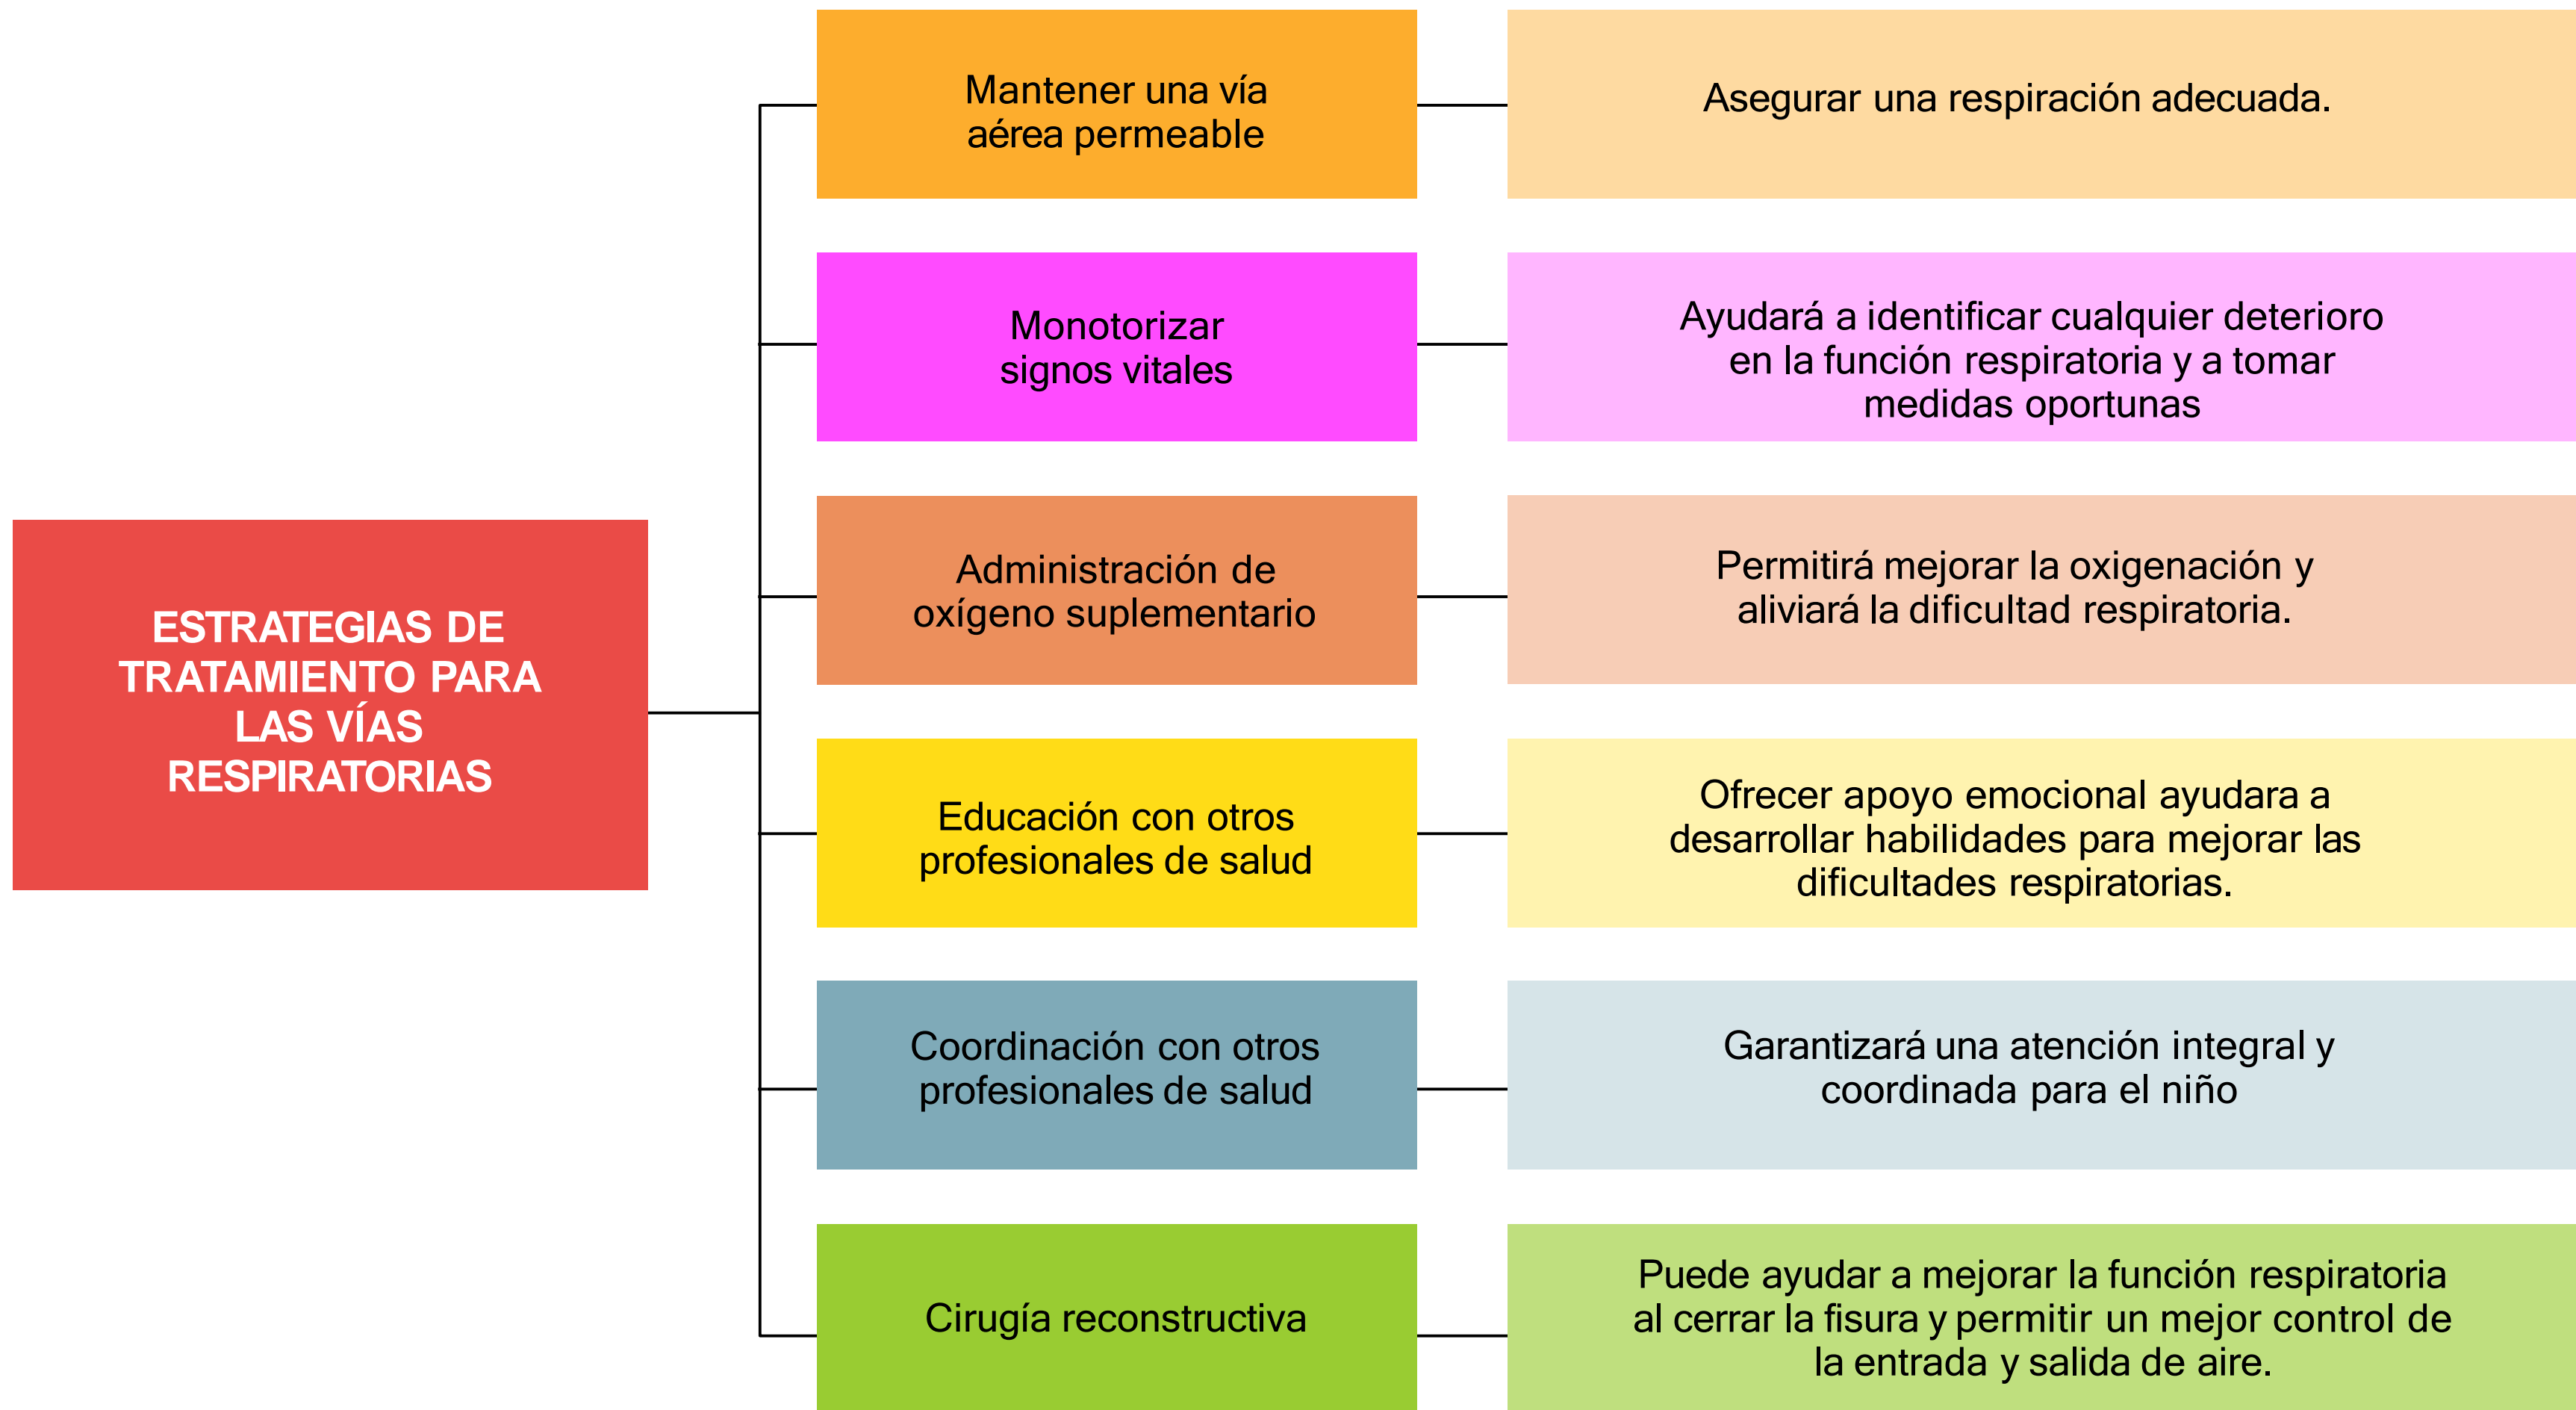 ESTRATEGIAS DE
TRATAMIENTO PARA
LAS VÍAS
RESPIRATORIAS
Mantener una vía
aérea permeable
Asegurar una respiración adecuada.
Monotorizar
signos vitales
Ayudará a identificar cualquier deterioro
en la función respiratoria y a tomar
medidas oportunas
Administración de
oxígeno suplementario
Permitirá mejorar la oxigenación y
aliviará la dificultad respiratoria.
Educación con otros
profesionales de salud
Ofrecer apoyo emocional ayudara a
desarrollar habilidades para mejorar las
dificultades respiratorias.
Coordinación con otros
profesionales de salud
Garantizará una atención integral y
coordinada para el niño
Cirugía reconstructiva
Puede ayudar a mejorar la función respiratoria
al cerrar la fisura y permitir un mejor control de
la entrada y salida de aire.